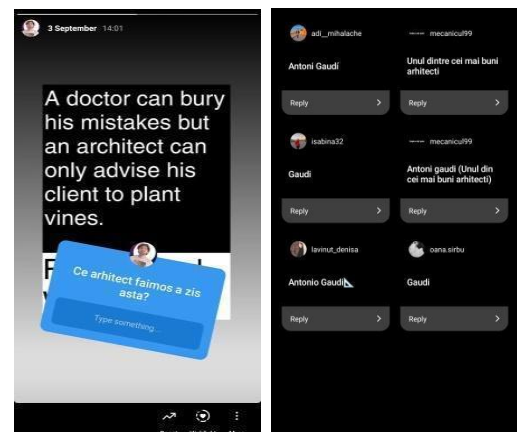 3 September 14:01
A doctor can bury
his mistakes but
an architect can
only advise his
client to plant
vines.
Ce arhitect faimos a zis
asta?
Type something...
adi__mihalache
Antoni Gaudí
Reply
mecanicul99
Unul dintre cei mai buni
arhitecti
Reply
isabina32
Gaudi
Reply
mecanicul99
Antoni gaudi (Unul din
cei mai buni arhitecti)
Reply
lavinut_denisa
Antonio Gaudi📐
Reply
oana.sirbu
Gaudi
Reply